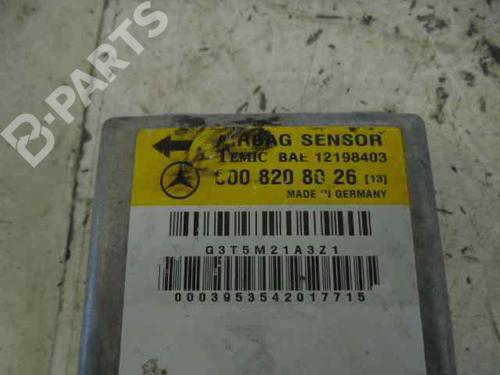 B-PARTS
AIRBAG SENSOR
TEMIC BAE 12198403
000 820 80 26 [13]
MADE IN GERMANY
G3T5M21A3Z1
0003953542017715